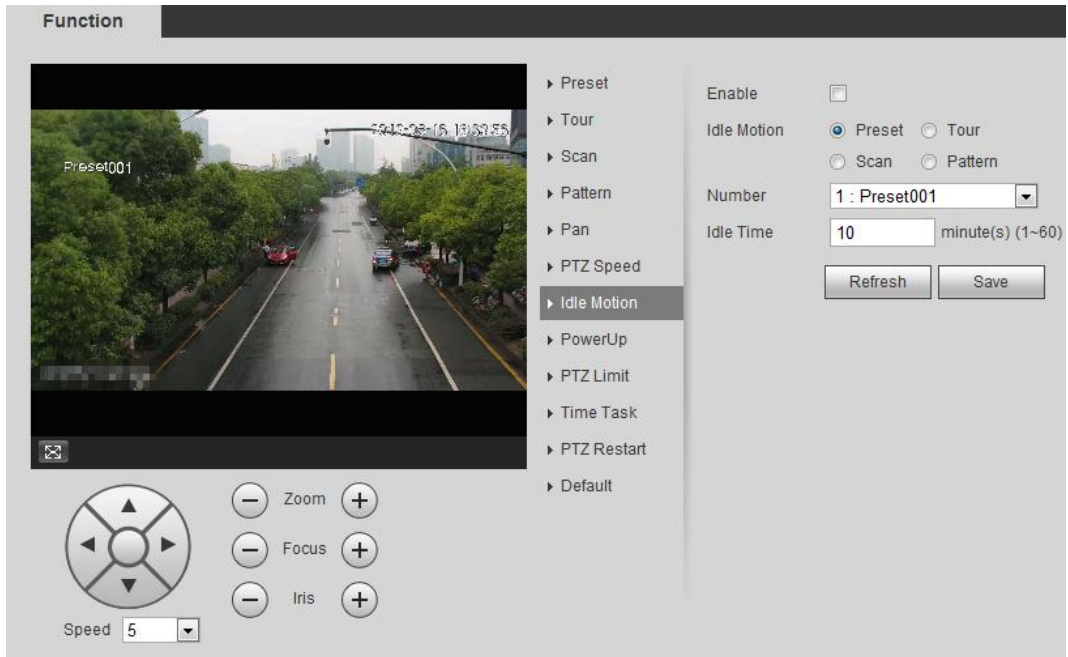 Function
Preset001
Preset
Tour
Scan
Pattern
Pan
PTZ Speed
Idle Motion
PowerUp
PTZ Limit
Time Task
PTZ Restart
Default
Enable
Idle Motion Preset Tour
Scan Pattern
Number 1 : Preset001
Idle Time 10 minute(s) (1~60)
Refresh Save
Zoom
Focus
Iris
Speed 5